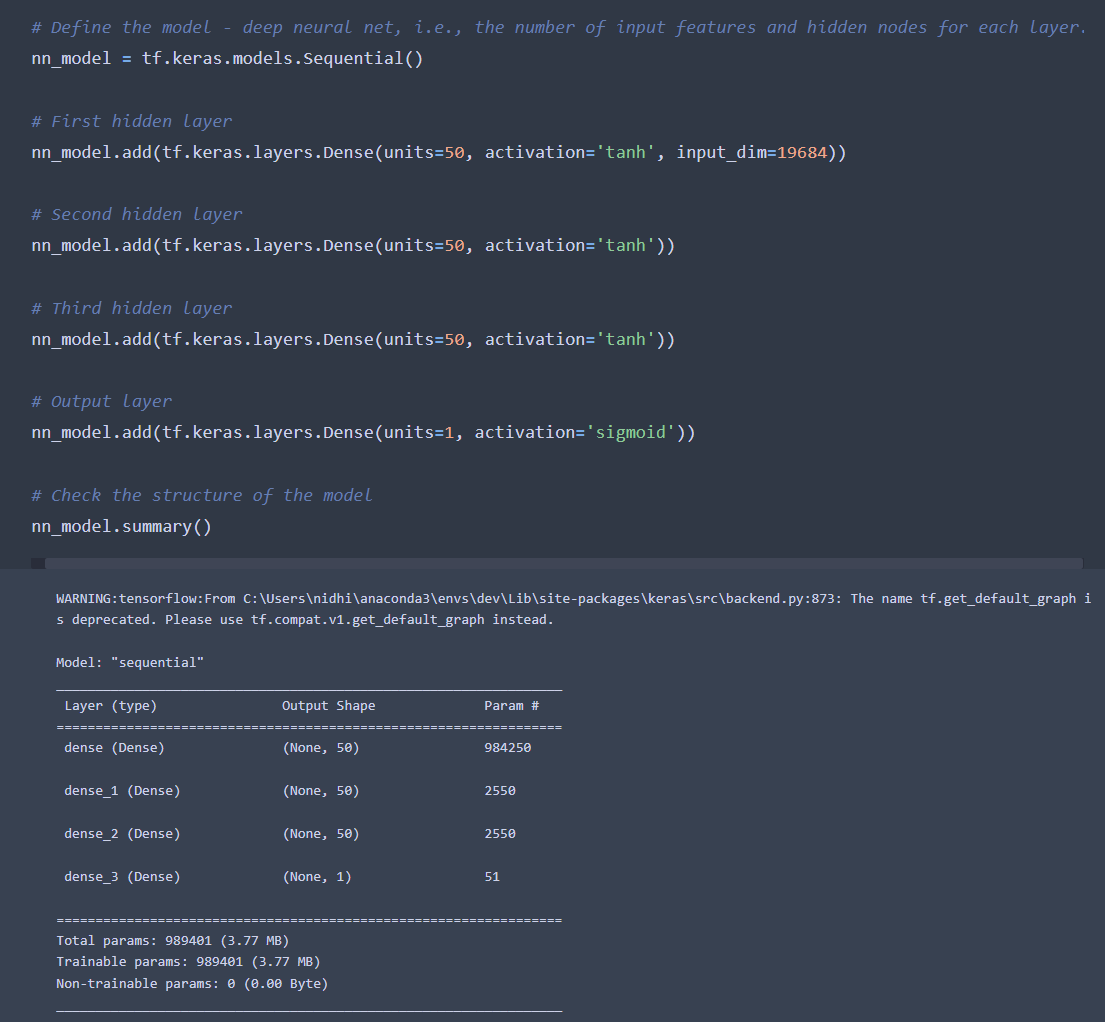 # Define the model - deep neural net, i.e., the number of input features and hidden nodes for each layer.
nn_model = tf.keras.models.Sequential()
# First hidden layer
nn_model.add(tf.keras.layers.Dense(units=50, activation='tanh', input_dim=19684))
# Second hidden layer
nn_model.add(tf.keras.layers.Dense(units=50, activation='tanh'))
# Third hidden layer
nn_model.add(tf.keras.layers.Dense(units=50, activation='tanh'))
# Output layer
nn_model.add(tf.keras.layers.Dense(units=1, activation='sigmoid'))
# Check the structure of the model
nn_model.summary()
WARNING:tensorflow:From C:\Users\nidhi\anaconda3\envs\dev\Lib\site-packages\keras\src\backend.py:873: The name tf.get_default_graph i
s deprecated. Please use tf.compat.v1.get_default_graph instead.
Model: "sequential"
_________________________________________________________________
Layer (type) Output Shape Param #
=================================================================
dense (Dense) (None, 50) 984250
dense_1 (Dense) (None, 50) 2550
dense_2 (Dense) (None, 50) 2550
dense_3 (Dense) (None, 1) 51
=================================================================
Total params: 989401 (3.77 MB)
Trainable params: 989401 (3.77 MB)
Non-trainable params: 0 (0.00 Byte)
_________________________________________________________________